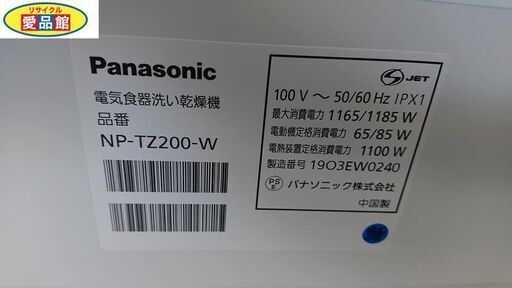 リサイクル
愛品館
Panasonic
電気食器洗い乾燥機
品番
NP-TZ200-W
JET
100 V ～ 50/60 Hz IPX1
最大消費電力 1165/1185 W
電動機定格消費電力 65/85 W
電熱装置定格消費電力 1100 W
製造番号 19O3EW0240
PS
E
パナソニック株式会社
中国製